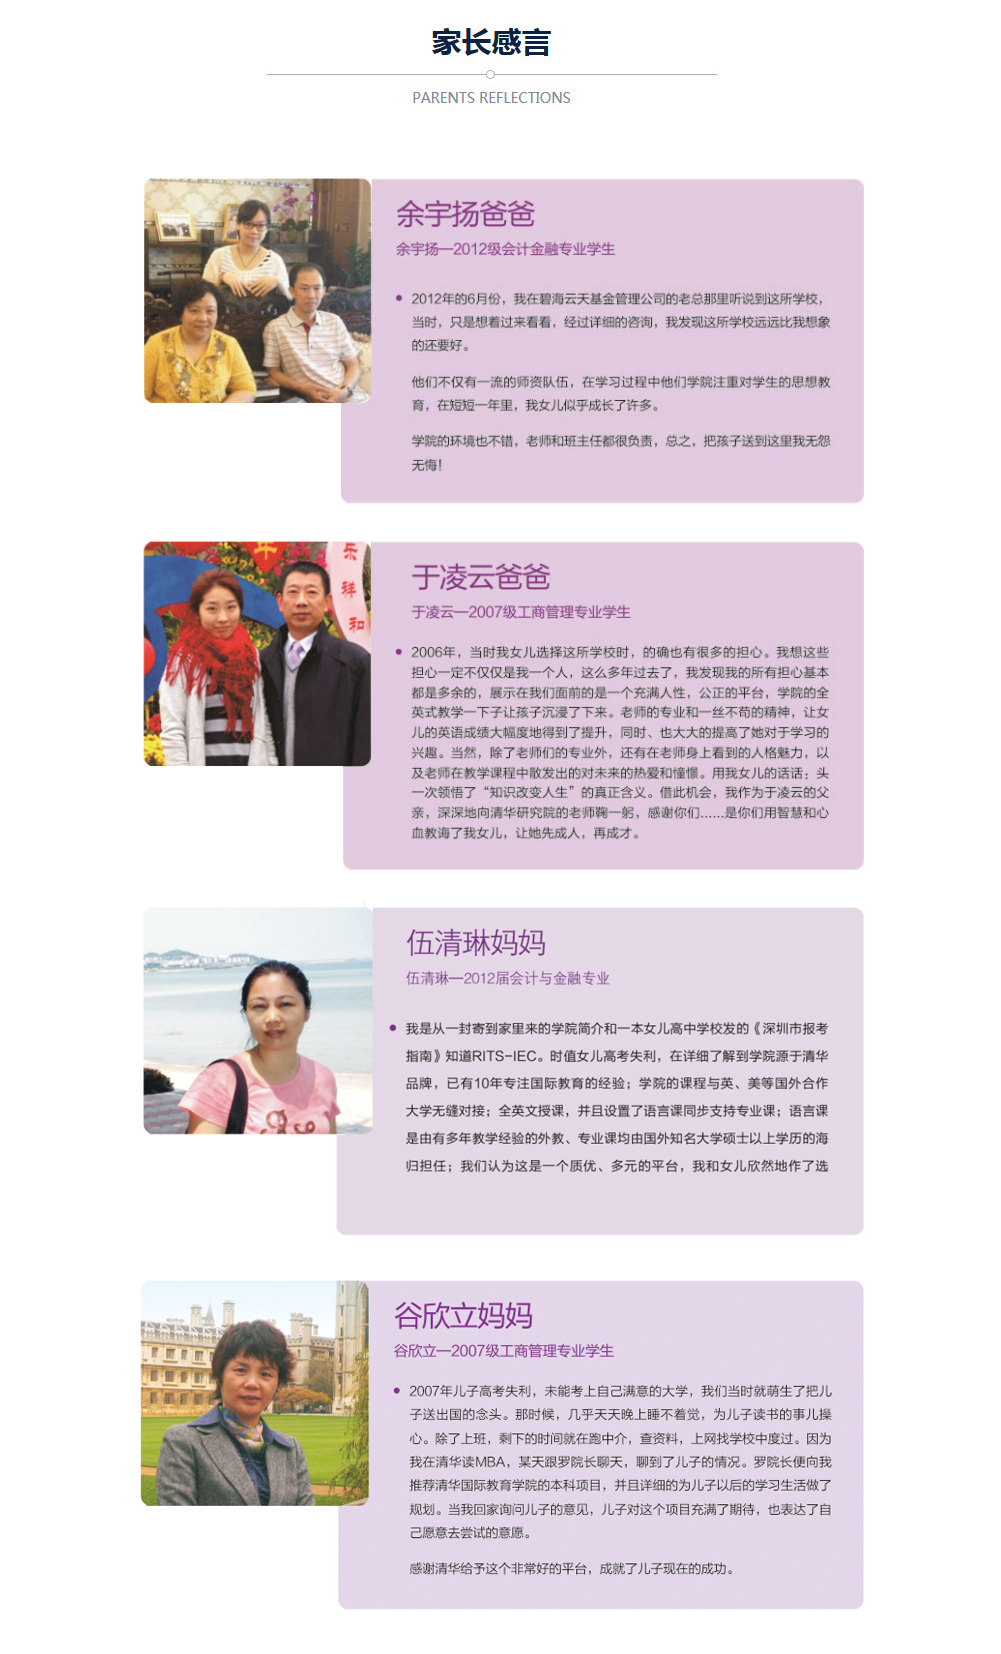 家长感言
PARENTS REFLECTIONS
余宇扬爸爸
余宇扬—2012级会计金融专业学生
2012年的6月份，我在碧海云天基金管理公司的老总那里听说到这所学校，
当时，只是想着过来看看，经过详细的咨询，我发现这所学校远远比我想象
的还要好。
他们不仅有一流的师资队伍，在学习过程中他们学院注重对学生的思想教
育，在短短一年里，我女儿似乎成长了许多。
学院的环境也不错，老师和班主任都很负责，总之，把孩子送到这里我无怨
无悔！
年
乐
祥
和
于凌云爸爸
于凌云—2007级工商管理专业学生
2006年，当时我女儿选择这所学校时，的确也有很多的担心。我想这些
担心一定不仅仅是我一个人，这么多年过去了，我发现我的所有担心基本
都是多余的，展示在我们面前的是一个充满人性，公正的平台，学院的全
英式教学一下子让孩子沉浸了下来。老师的专业和一丝不苟的精神，让女
儿的英语成绩大幅度地得到了提升，同时、也大大的提高了她对于学习的
兴趣。当然，除了老师们的专业外，还有在老师身上看到的人格魅力，以
及老师在教学课程中散发出的对未来的热爱和憧憬。用我女儿的话话：头
一次领悟了“知识改变人生”的真正含义。借此机会，我作为于凌云的父
亲，深深地向清华研究院的老师鞠一躬，感谢你们......是你们用智慧和心
血教诲了我女儿，让她先成人，再成才。
伍清琳妈妈
伍清琳—2012届会计与金融专业
我是从一封寄到家里来的学院简介和一本女儿高中学校发的《深圳市报考
指南》知道RITS-IEC。时值女儿高考失利，在详细了解到学院源于清华
品牌，已有10年专注国际教育的经验；学院的课程与英、美等国外合作
大学无缝对接；全英文授课，并且设置了语言课同步支持专业课；语言课
是由有多年教学经验的外教、专业课均由国外知名大学硕士以上学历的海
归担任；我们认为这是一个质优、多元的平台，我和女儿欣然地作了选
谷欣立妈妈
谷欣立—2007级工商管理专业学生
2007年儿子高考失利，未能考上自己满意的大学，我们当时就萌生了把儿
子送出国的念头。那时候，几乎天天晚上睡不着觉，为儿子读书的事儿操
心。除了上班，剩下的时间就在跑中介，查资料，上网找学校中度过。因为
我在清华读MBA，某天跟罗院长聊天，聊到了儿子的情况。罗院长便向我
推荐清华国际教育学院的本科项目，并且详细的为儿子以后的学习生活做了
规划。当我回家询问儿子的意见，儿子对这个项目充满了期待，也表达了自
己愿意去尝试的意愿。
感谢清华给予这个非常好的平台，成就了儿子现在的成功。